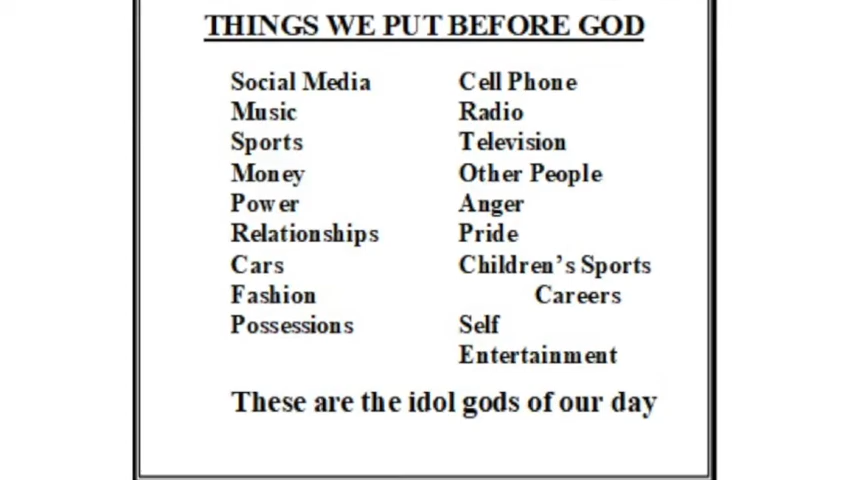 THINGS WE PUT BEFORE GOD
Social Media Cell Phone
Music Radio
Sports Television
Money Other People
Power Anger
Relationships Pride
Cars Children's Sports
Fashion Careers
Possessions Self
Entertainment
These are the idol gods of our day